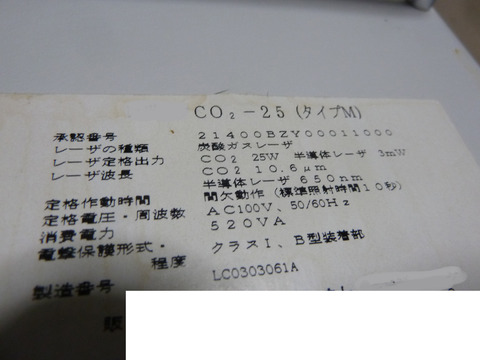 CO₂-25(タイプM)
承認番号 21400BZY00011000
レーザの種類 炭酸ガスレーザ
レーザ定格出力 CO2 25W 半導体レーザ 3mW
レーザ波長 CO2 10.6μm
半導体レーザ 650nm
定格作動時間 間欠動作(標準照射時間10秒)
定格電圧・周波数 AC100V、50/60Hz
消費電力 520VA
電撃保護形式・ クラスⅠ、B型装着部
程度
製造番号 LC0303061A
販